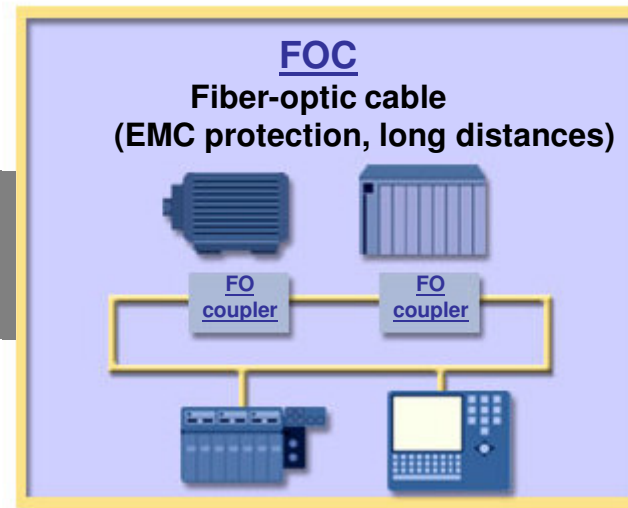 FOC
Fiber-optic cable
(EMC protection, long distances)
FO
coupler
FO
coupler